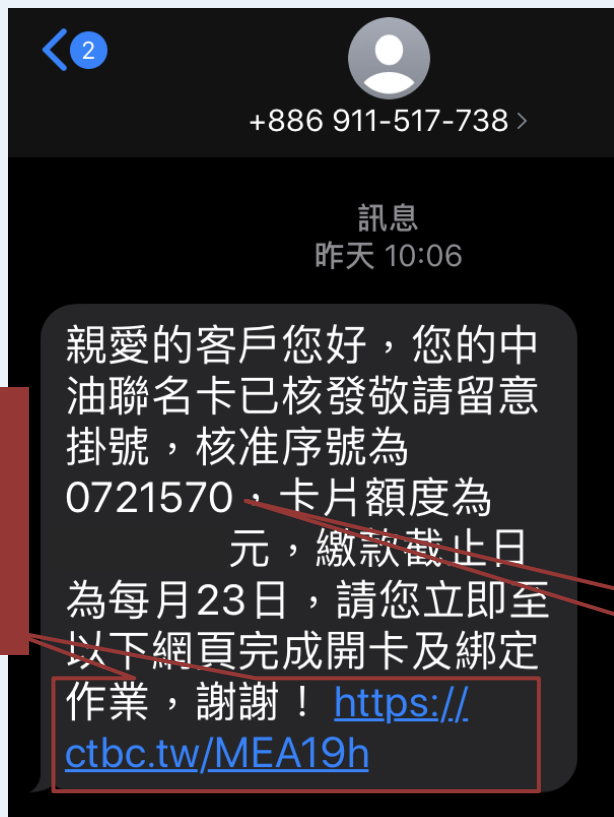 2
+886 911-517-738
訊息
昨天 10:06
親愛的客戶您好，您的中
油聯名卡已核發敬請留意
掛號，核准序號為
0721570，卡片額度為
元，繳款截止日
為每月23日，請您立即至
以下網頁完成開卡及綁定
作業，謝謝！ https://
ctbc.tw/MEA19h